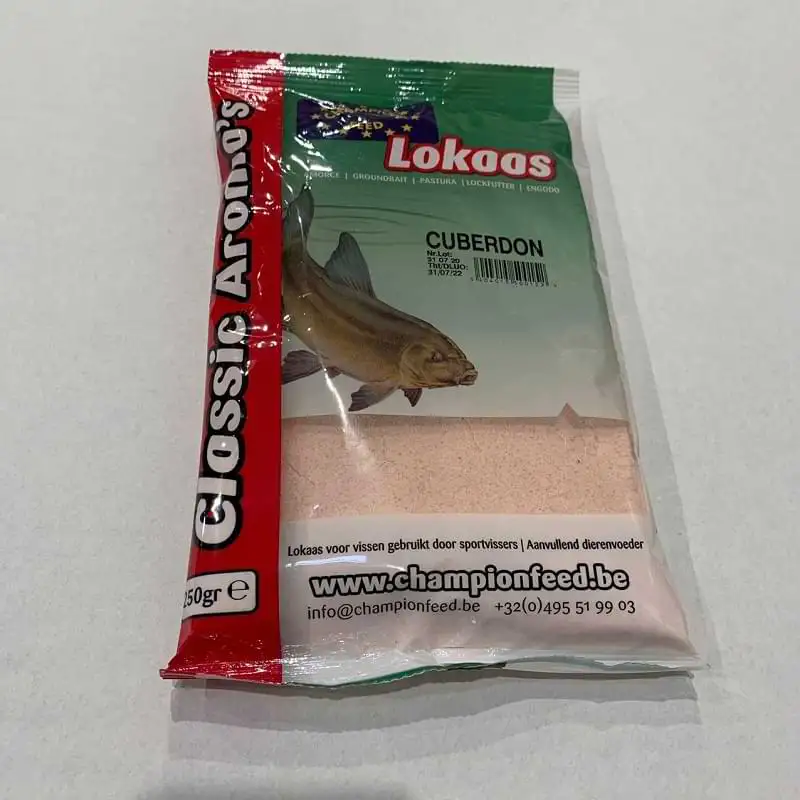 CHAMPION
FEED
Lokaas
AMORCE | GROUNDBAIT | PASTURA | LOCKFUTTER | ENGODO
CUBERDON
Nr.Lot:
31 07 20
Tht/DLUO:
31/07/22
Classic Aroma's
250gr ℮
Lokaas voor vissen gebruikt door sportvissers | Aanvullend dierenvoeder
www.championfeed.be
info@championfeed.be +32(0)495 51 99 03